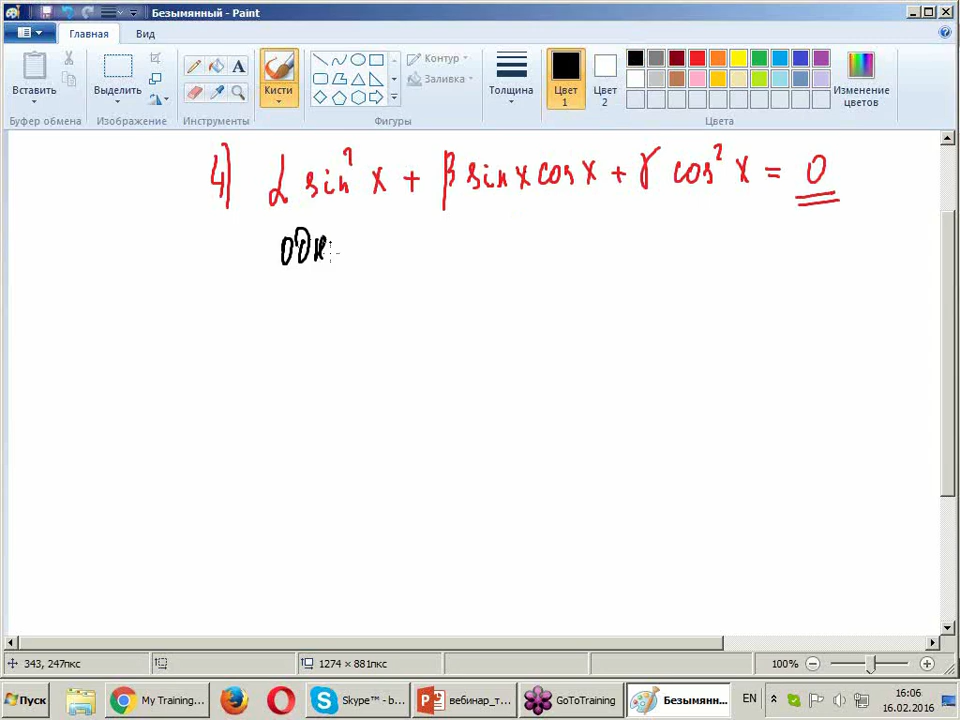 Безымянный - Paint
Главная
Вид
Вставить
Выделить
A
Кисти
Контур
Заливка
Толщина
Цвет 1
Цвет 2
Изменение цветов
Буфер обмена
Изображение
Инструменты
Фигуры
Цвета
4) α sin² x + β sin x cos x + γ cos² x = 0
одн
343, 247пкс
1274 × 881пкс
100%
Пуск
My Training...
Skype™ - b...
вебинар_т...
GoToTraining
Безымянн...
EN
16:06
16.02.2016